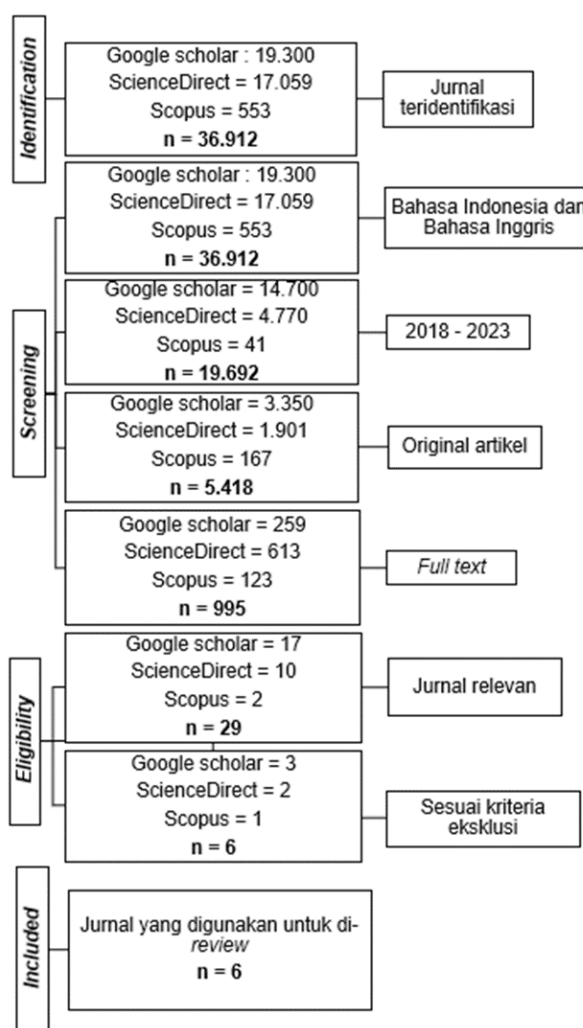 Identification
Google scholar : 19.300
ScienceDirect = 17.059
Scopus = 553
n = 36.912
Jurnal
teridentifikasi
Screening
Google scholar : 19.300
ScienceDirect = 17.059
Scopus = 553
n = 36.912
Bahasa Indonesia dan
Bahasa Inggris
Google scholar = 14.700
ScienceDirect = 4.770
Scopus = 41
n = 19.692
2018 - 2023
Google scholar = 3.350
ScienceDirect = 1.901
Scopus = 167
n = 5.418
Original artikel
Google scholar = 259
ScienceDirect = 613
Scopus = 123
n = 995
Full text
Eligibility
Google scholar = 17
ScienceDirect = 10
Scopus = 2
n = 29
Jurnal relevan
Google scholar = 3
ScienceDirect = 2
Scopus = 1
n = 6
Sesuai kriteria
eksklusi
Included
Jurnal yang digunakan untuk di-
review
n = 6